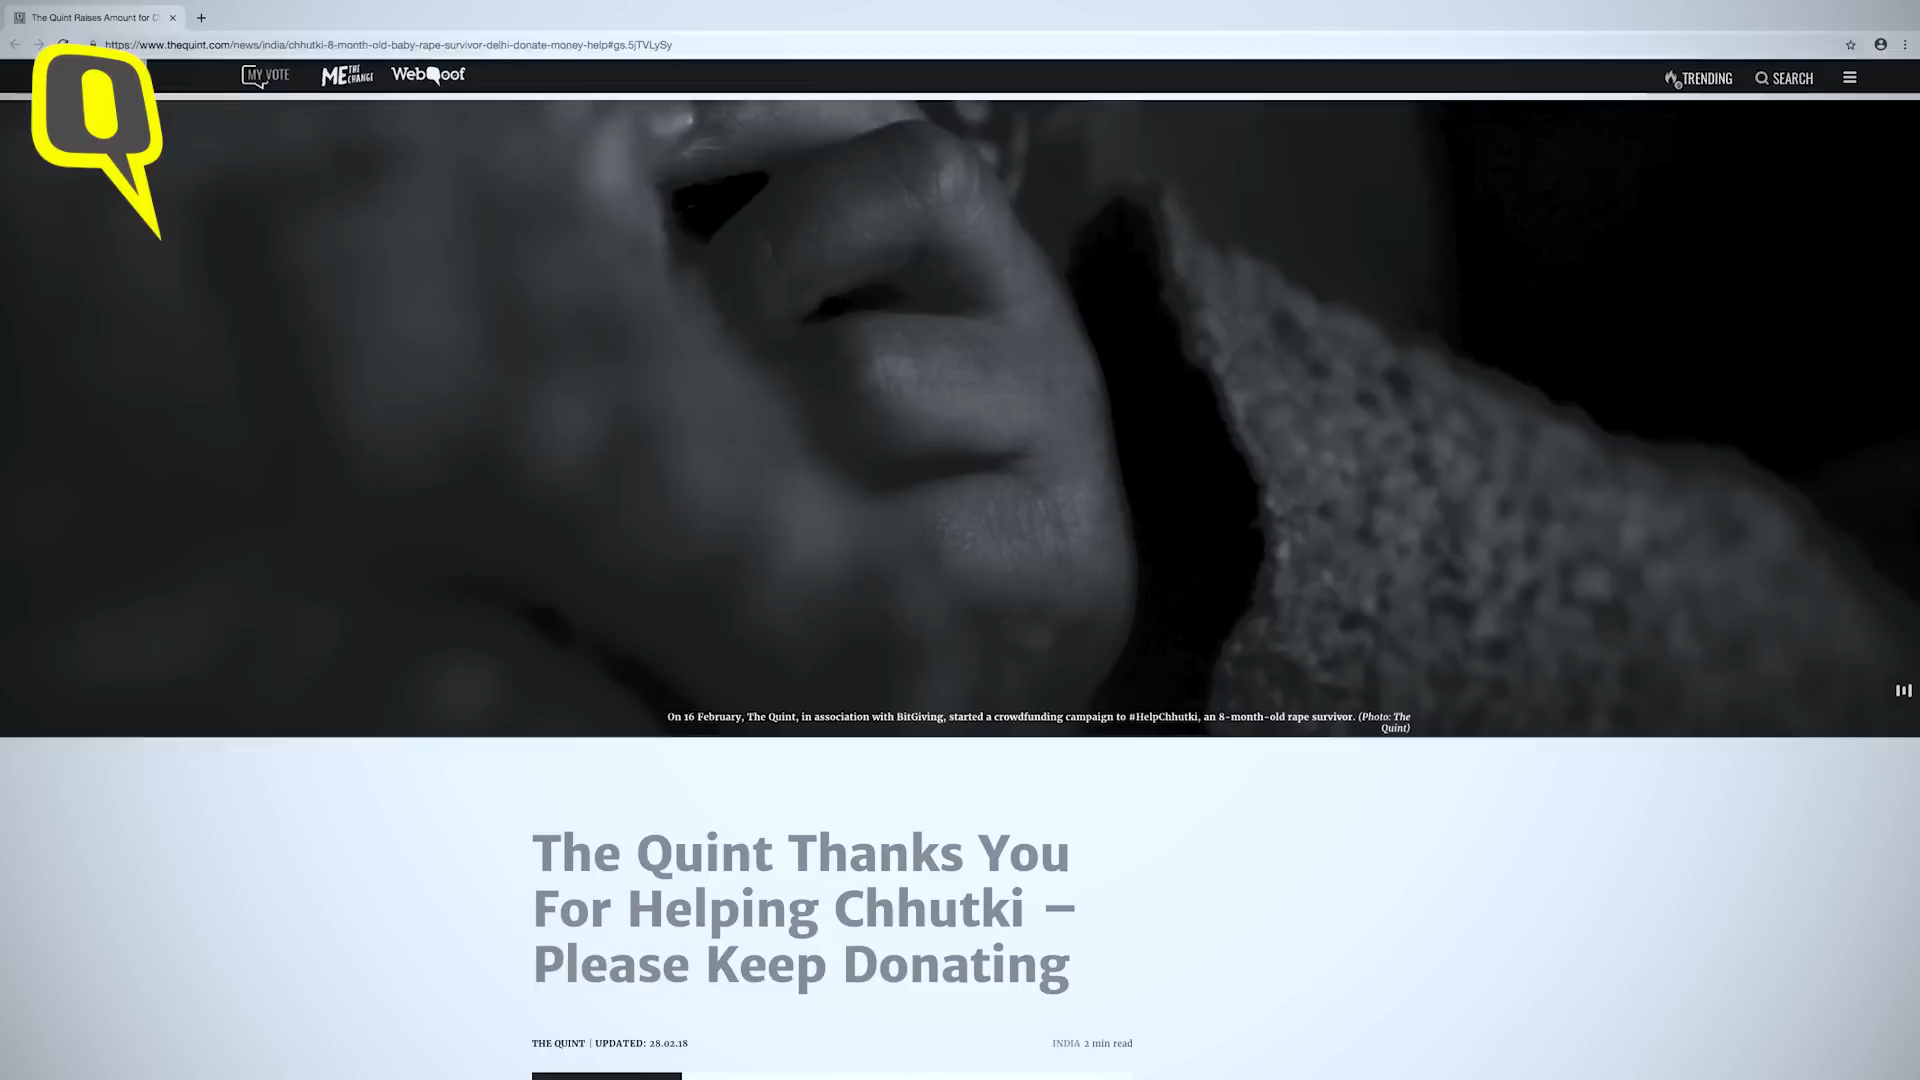 The Quint Raises Amount for C
https://www.thequint.com/news/india/chhutki-8-month-old-baby-rape-survivor-delhi-donate-money-help#gs.5jTVLySy
MY VOTE
ME THE CHANGE
WebQoof
TRENDING
SEARCH
Q
On 16 February, The Quint, in association with BitGiving, started a crowdfunding campaign to #HelpChhutki, an 8-month-old rape survivor. (Photo: The
Quint)
The Quint Thanks You
For Helping Chhutki –
Please Keep Donating
THE QUINT | UPDATED: 28.02.18
INDIA 2 min read